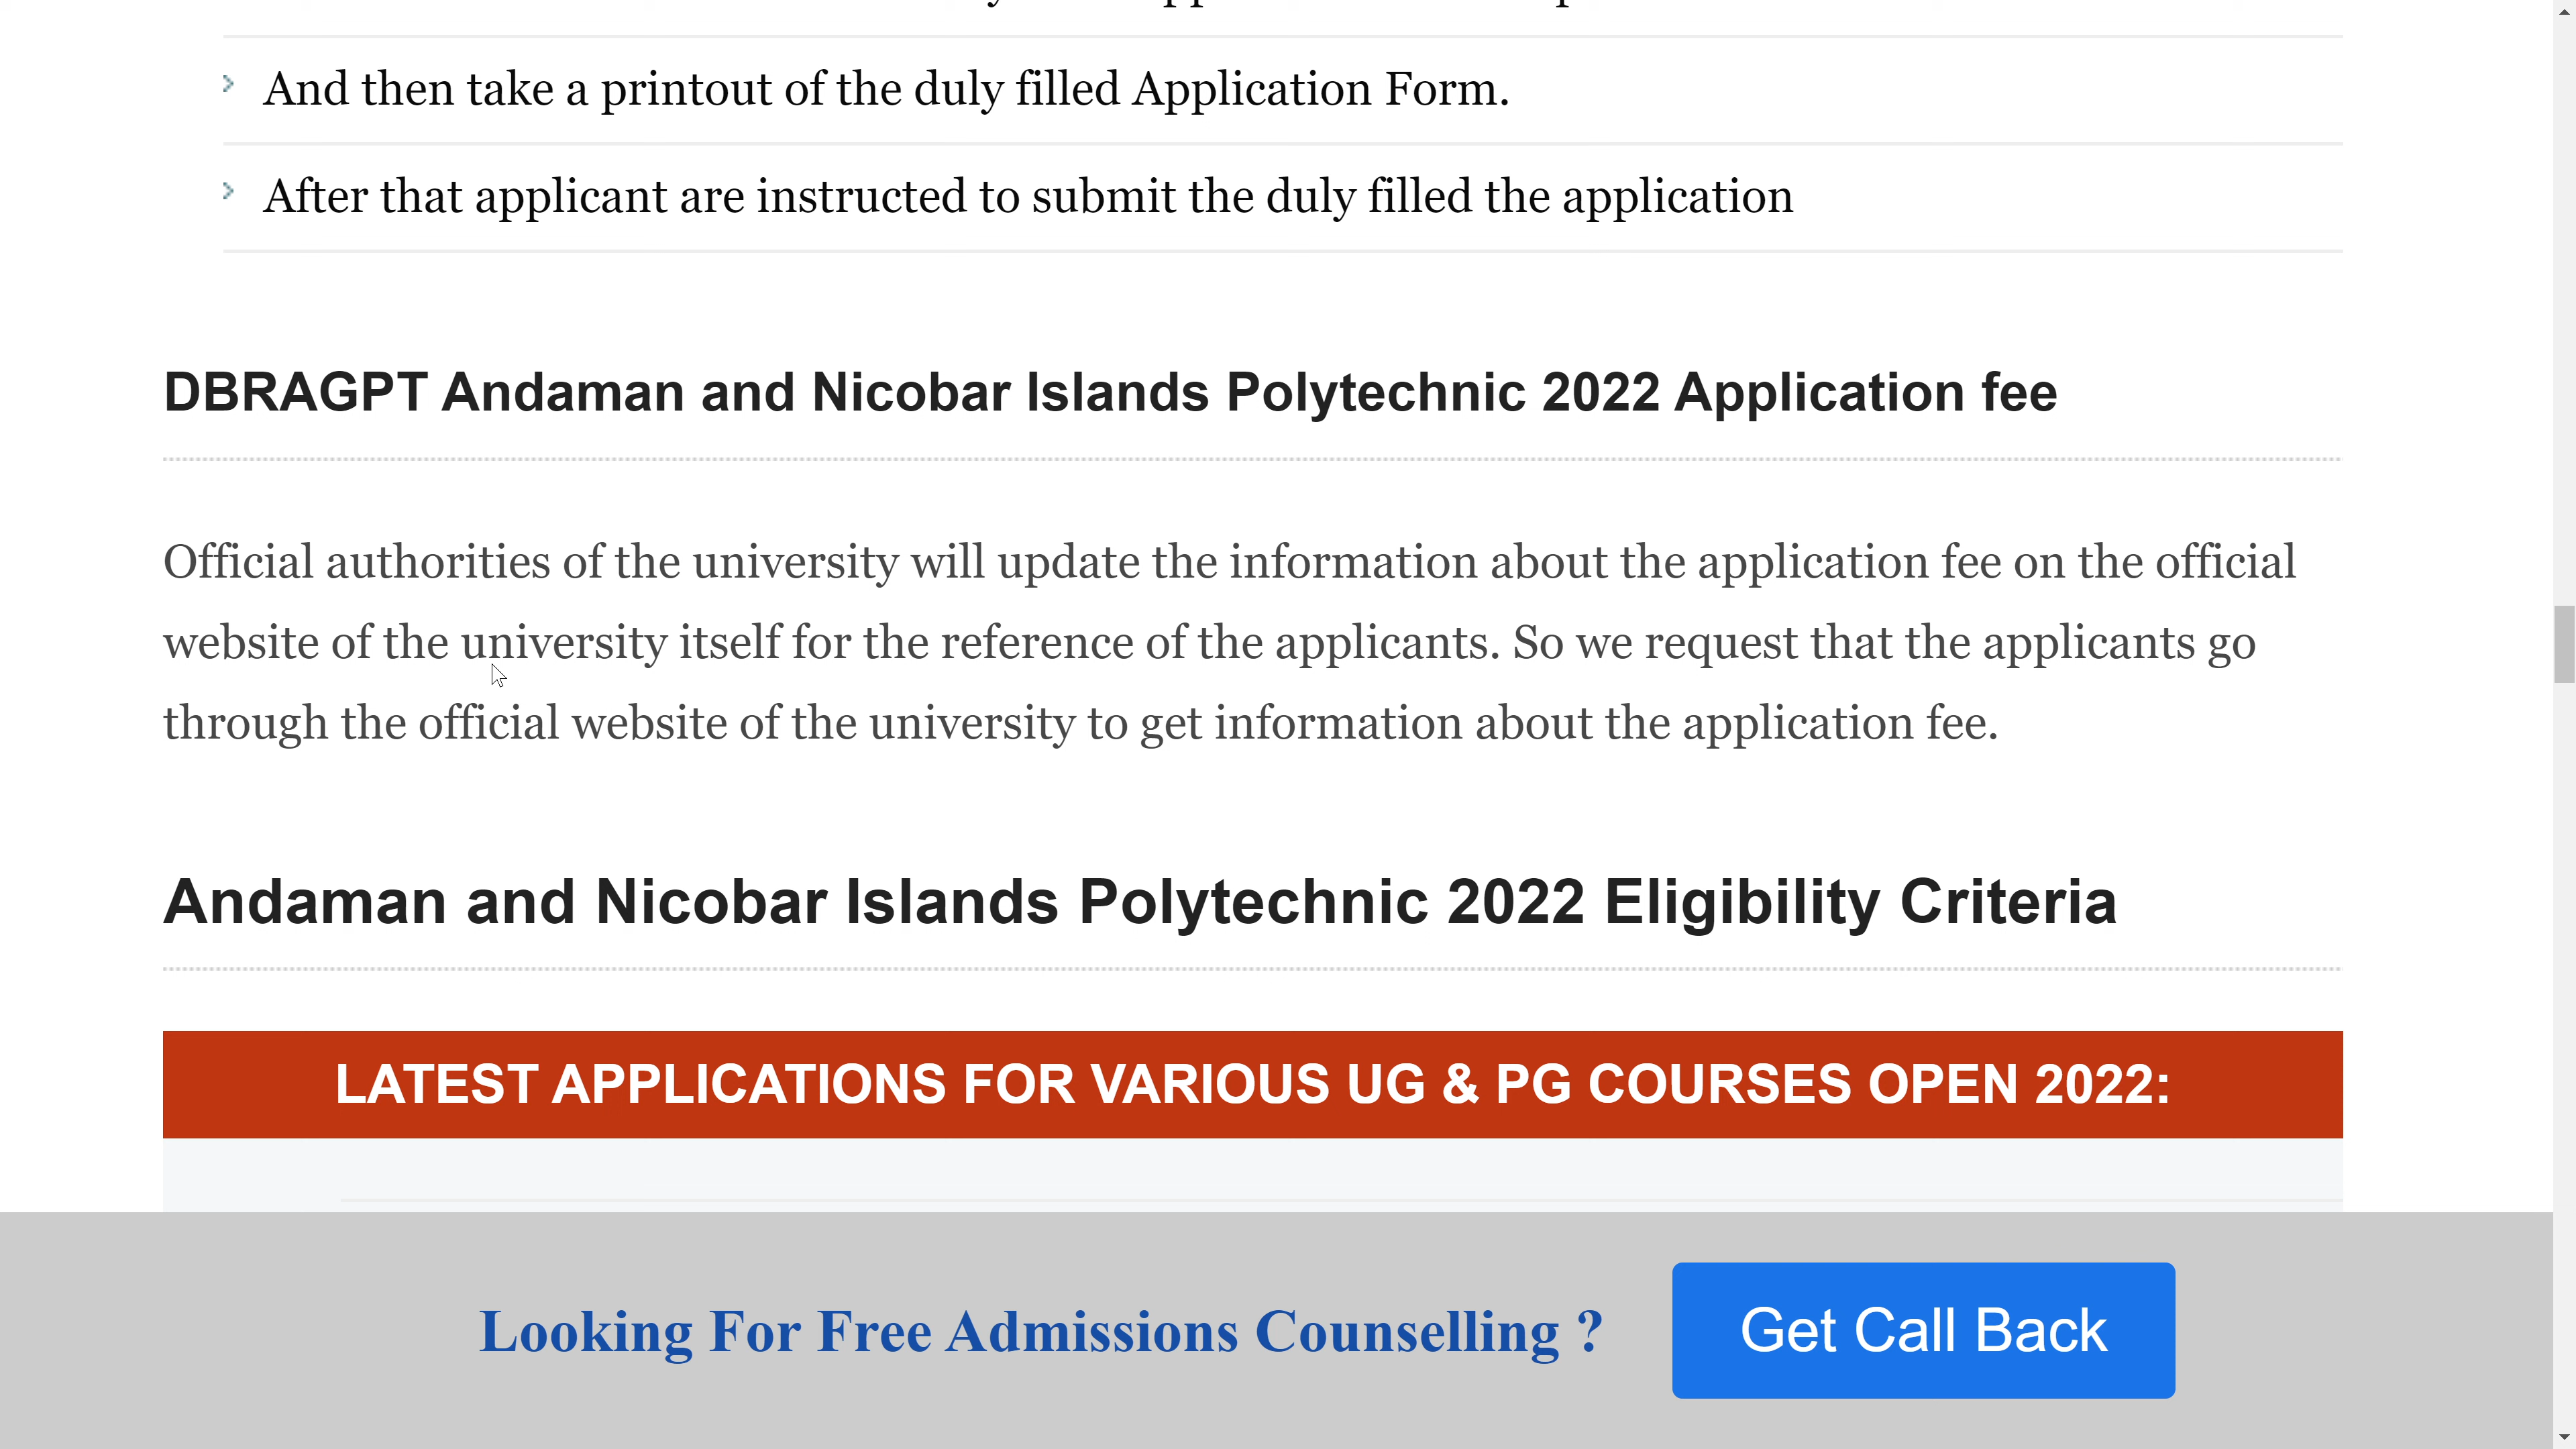 And then take a printout of the duly filled Application Form.
After that applicant are instructed to submit the duly filled the application
DBRAGPT Andaman and Nicobar Islands Polytechnic 2022 Application fee
Official authorities of the university will update the information about the application fee on the official
website of the university itself for the reference of the applicants. So we request that the applicants go
through the official website of the university to get information about the application fee.
Andaman and Nicobar Islands Polytechnic 2022 Eligibility Criteria
LATEST APPLICATIONS FOR VARIOUS UG & PG COURSES OPEN 2022:
Looking For Free Admissions Counselling ?
Get Call Back